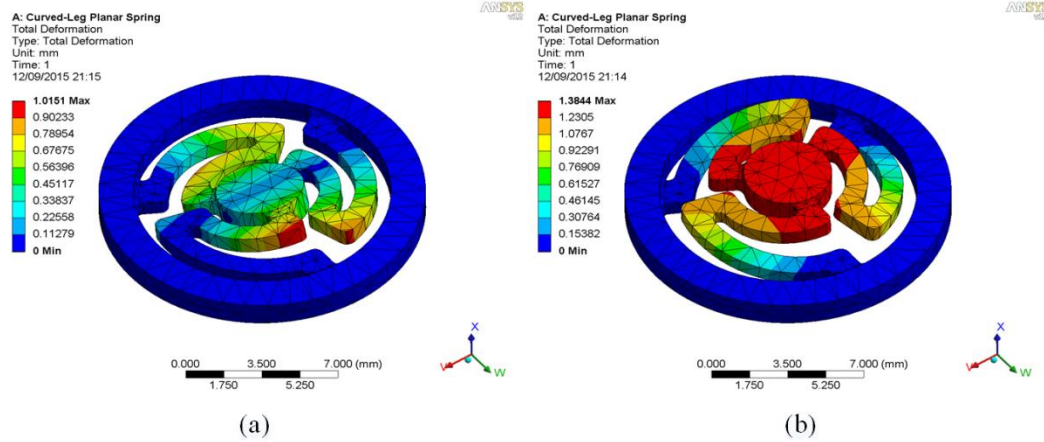 A: Curved-Leg Planar Spring
Total Deformation
Type: Total Deformation
Unit: mm
Time: 1
12/09/2015 21:15
1.0151 Max
0.90233
0.78954
0.67675
0.56396
0.45117
0.33837
0.22558
0.11279
0 Min
ANSYS
X
V
W
0.000 3.500 7.000 (mm)
1.750 5.250
(a)
A: Curved-Leg Planar Spring
Total Deformation
Type: Total Deformation
Unit: mm
Time: 1
12/09/2015 21:14
1.3844 Max
1.2305
1.0767
0.92291
0.76909
0.61527
0.46145
0.30764
0.15382
0 Min
ANSYS
X
V
W
0.000 3.500 7.000 (mm)
1.750 5.250
(b)